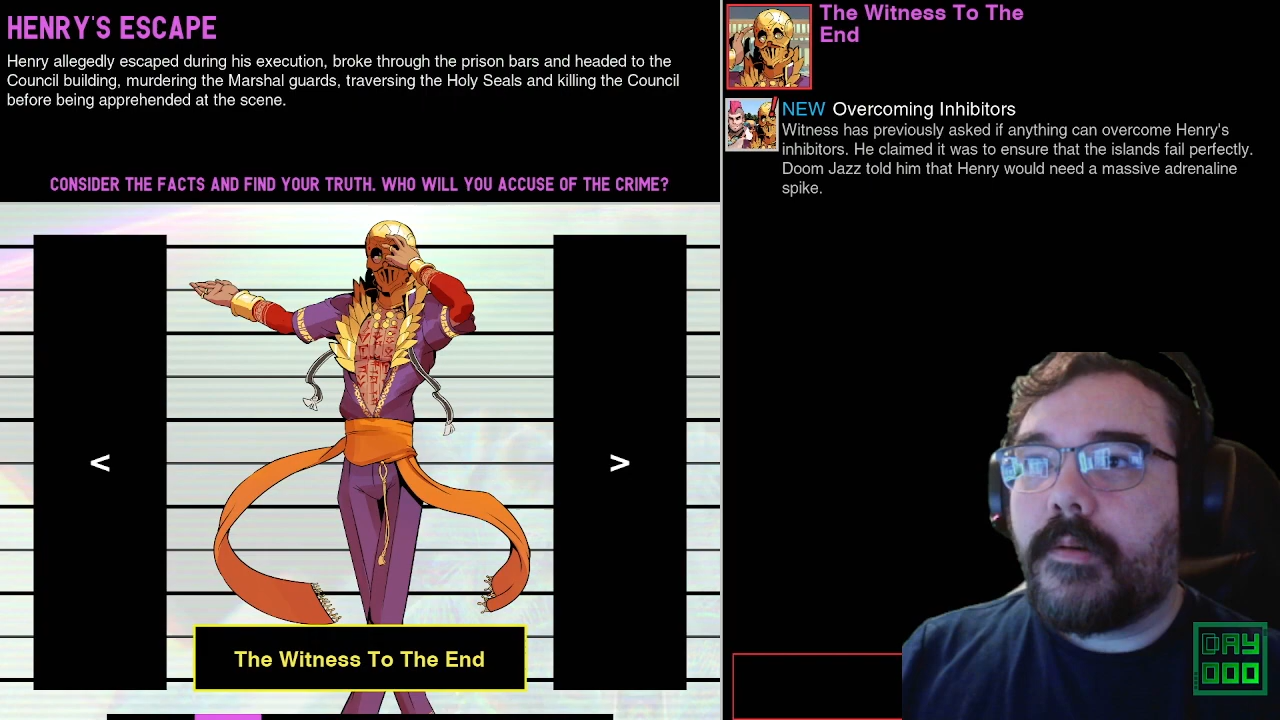 HENRY'S ESCAPE
Henry allegedly escaped during his execution, broke through the prison bars and headed to the
Council building, murdering the Marshal guards, traversing the Holy Seals and killing the Council
before being apprehended at the scene.
CONSIDER THE FACTS AND FIND YOUR TRUTH. WHO WILL YOU ACCUSE OF THE CRIME?
<
>
The Witness To The End
The Witness To The
End
NEW Overcoming Inhibitors
Witness has previously asked if anything can overcome Henry's
inhibitors. He claimed it was to ensure that the islands fail perfectly.
Doom Jazz told him that Henry would need a massive adrenaline
spike.
DAY
000